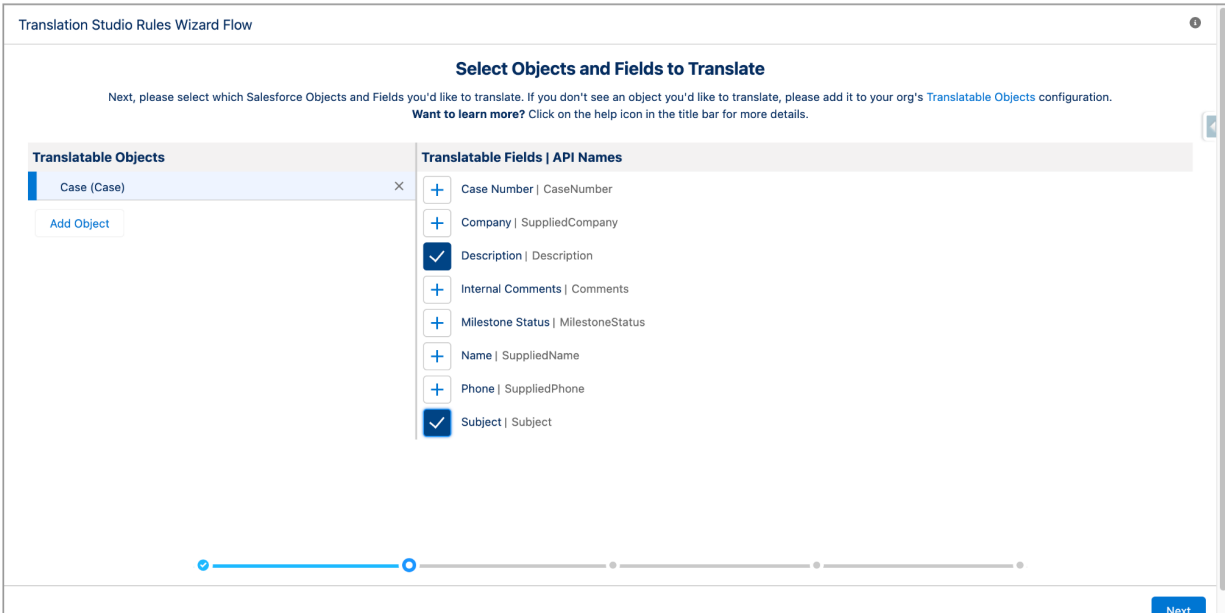 Translation Studio Rules Wizard Flow
Select Objects and Fields to Translate
Next, please select which Salesforce Objects and Fields you'd like to translate. If you don't see an object you'd like to translate, please add it to your org's Translatable Objects configuration.
Want to learn more? Click on the help icon in the title bar for more details.
Translatable Objects
Case (Case)
Add Object
Translatable Fields | API Names
Case Number | CaseNumber
Company | SuppliedCompany
Description | Description
Internal Comments | Comments
Milestone Status | MilestoneStatus
Name | SuppliedName
Phone | SuppliedPhone
Subject | Subject
Next